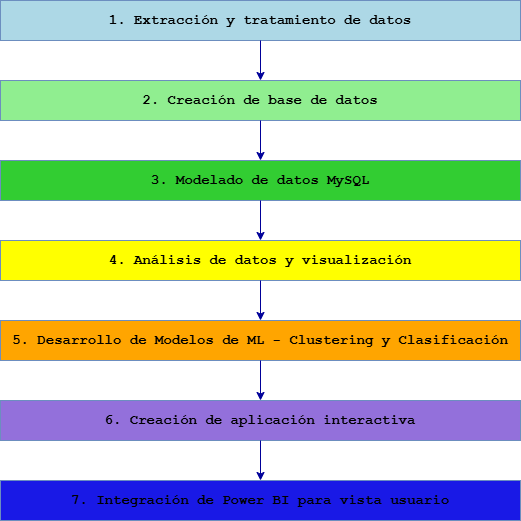 1. Extracción y tratamiento de datos
2. Creación de base de datos
3. Modelado de datos MySQL
4. Análisis de datos y visualización
5. Desarrollo de Modelos de ML - Clustering y Clasificación
6. Creación de aplicación interactiva
7. Integración de Power BI para vista usuario